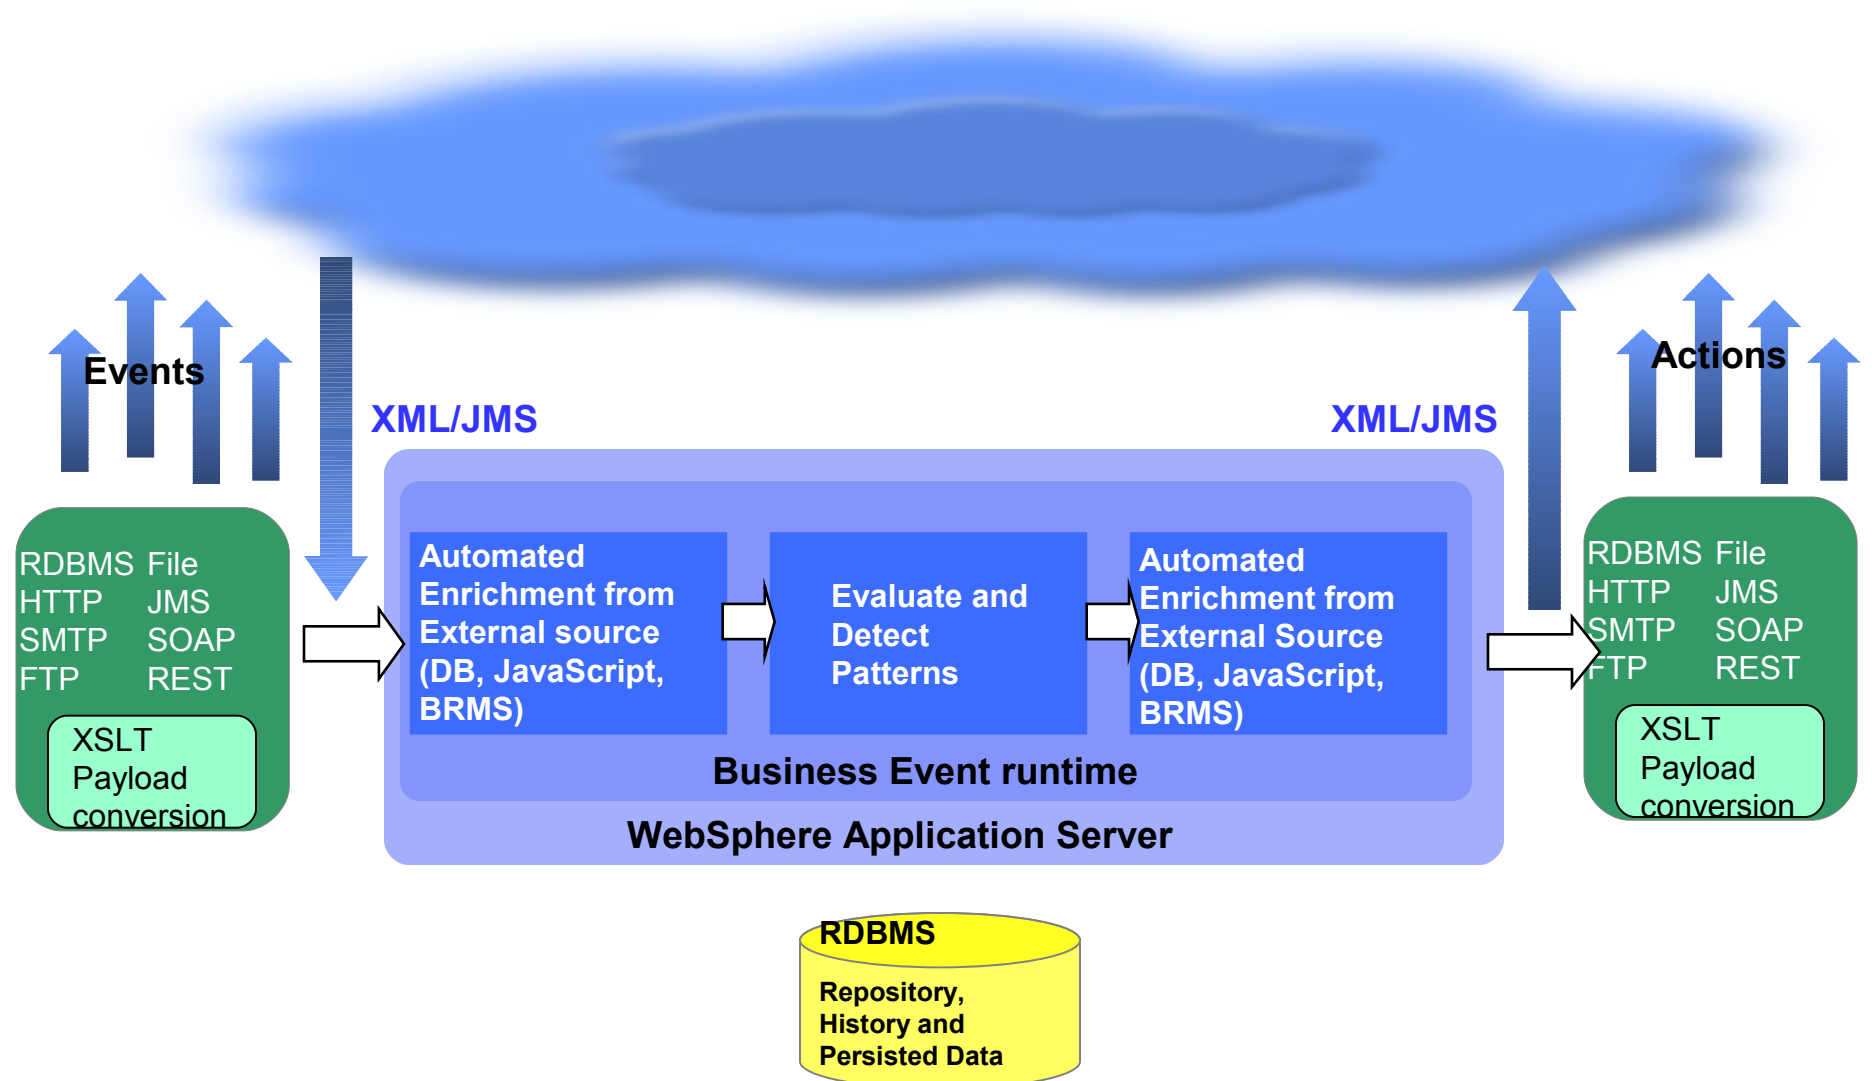 Events
Actions
XML/JMS
XML/JMS
RDBMS File
HTTP JMS
SMTP SOAP
FTP REST
XSLT
Payload
conversion
Automated
Enrichment from
External source
(DB, JavaScript,
BRMS)
Evaluate and
Detect
Patterns
Automated
Enrichment from
External Source
(DB, JavaScript,
BRMS)
Business Event runtime
WebSphere Application Server
RDBMS File
HTTP JMS
SMTP SOAP
FTP REST
XSLT
Payload
conversion
RDBMS
Repository,
History and
Persisted Data